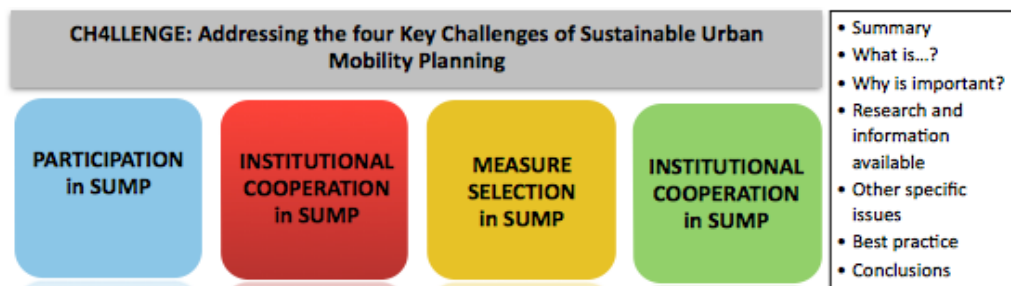 CH4LLENGE: Addressing the four Key Challenges of Sustainable Urban
Mobility Planning
PARTICIPATION
in SUMP
INSTITUTIONAL
COOPERATION
in SUMP
MEASURE
SELECTION
in SUMP
INSTITUTIONAL
COOPERATION
in SUMP
• Summary
• What is...?
• Why is important?
• Research and
information
available
• Other specific
issues
• Best practice
• Conclusions